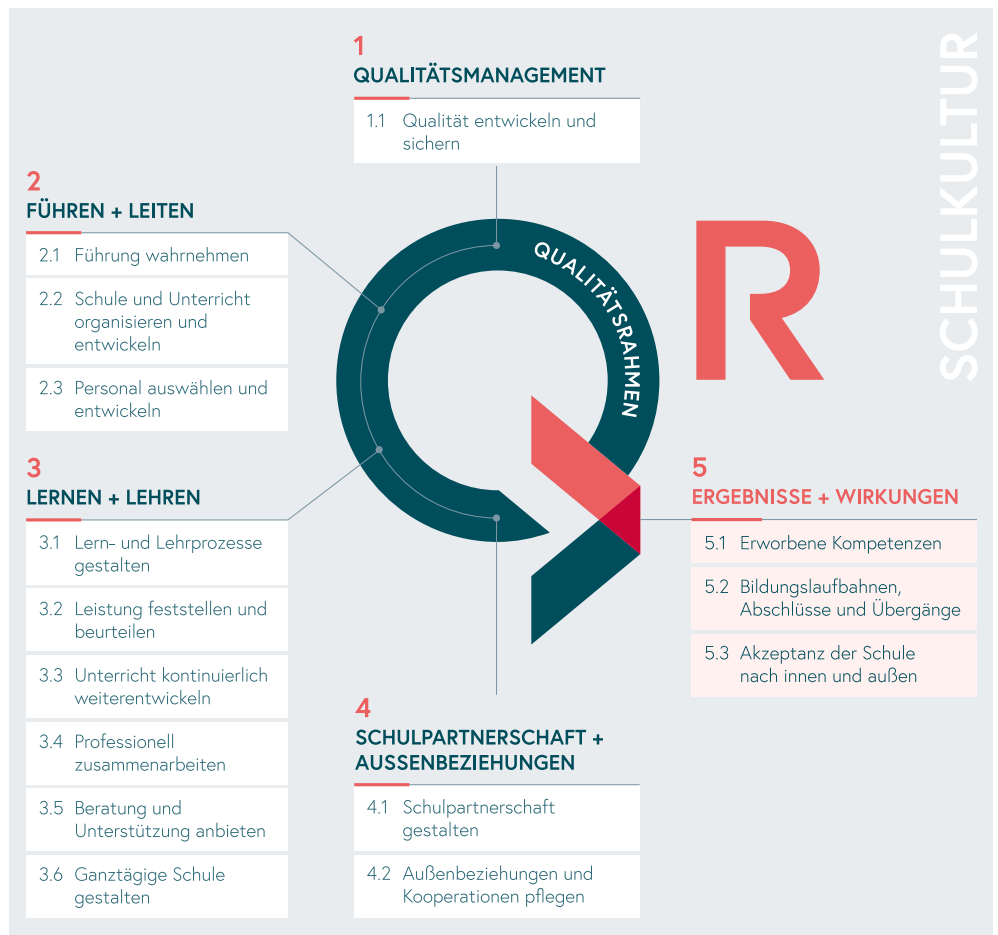 SCHULKULTUR
1
QUALITÄTSMANAGEMENT
1.1 Qualität entwickeln und
sichern
2
FÜHREN + LEITEN
2.1 Führung wahrnehmen
2.2 Schule und Unterricht
organisieren und
entwickeln
2.3 Personal auswählen und
entwickeln
QUALITÄTSRAHMEN
R
3
LERNEN + LEHREN
3.1 Lern- und Lehrprozesse
gestalten
3.2 Leistung feststellen und
beurteilen
3.3 Unterricht kontinuierlich
weiterentwickeln
3.4 Professionell
zusammenarbeiten
3.5 Beratung und
Unterstützung anbieten
3.6 Ganztägige Schule
gestalten
4
SCHULPARTNERSCHAFT +
AUSSENBEZIEHUNGEN
4.1 Schulpartnerschaft
gestalten
4.2 Außenbeziehungen und
Kooperationen pflegen
5
ERGEBNISSE + WIRKUNGEN
5.1 Erworbene Kompetenzen
5.2 Bildungslaufbahnen,
Abschlüsse und Übergänge
5.3 Akzeptanz der Schule
nach innen und außen